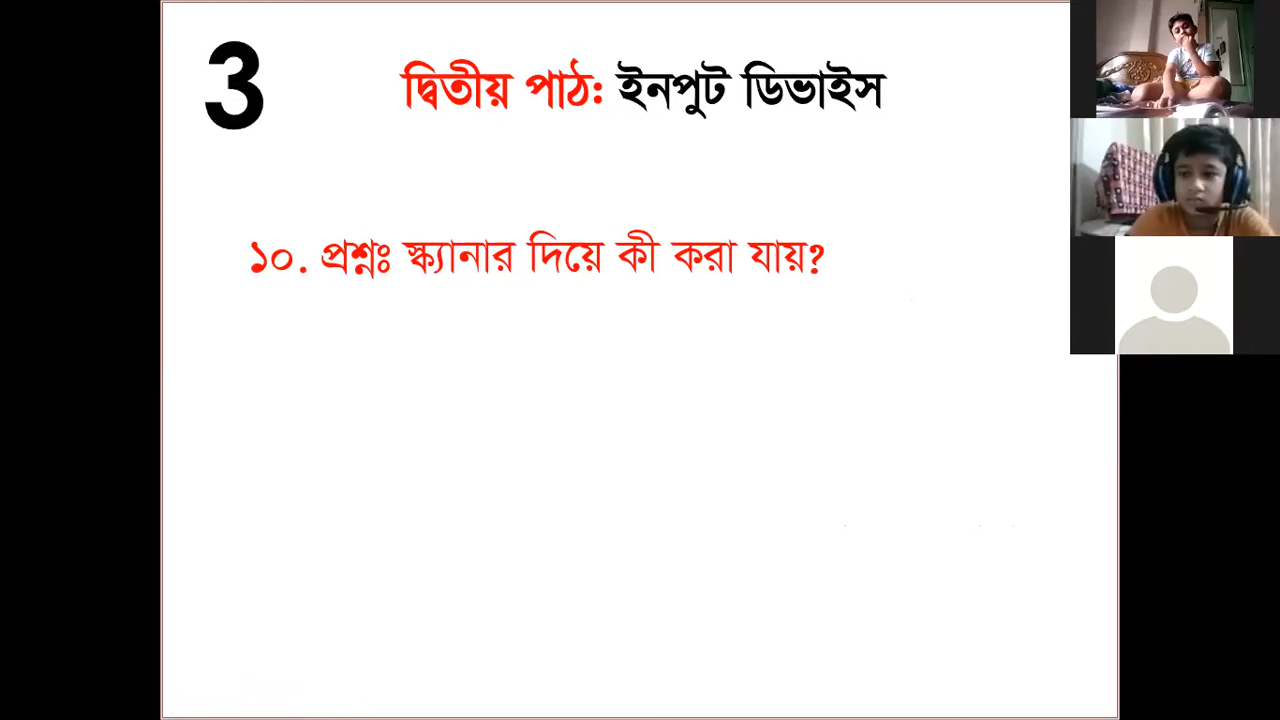 3
দ্বিতীয় পাঠ: ইনপুট ডিভাইস
১০. প্রশ্নঃ স্ক্যানার দিয়ে কী করা যায়?